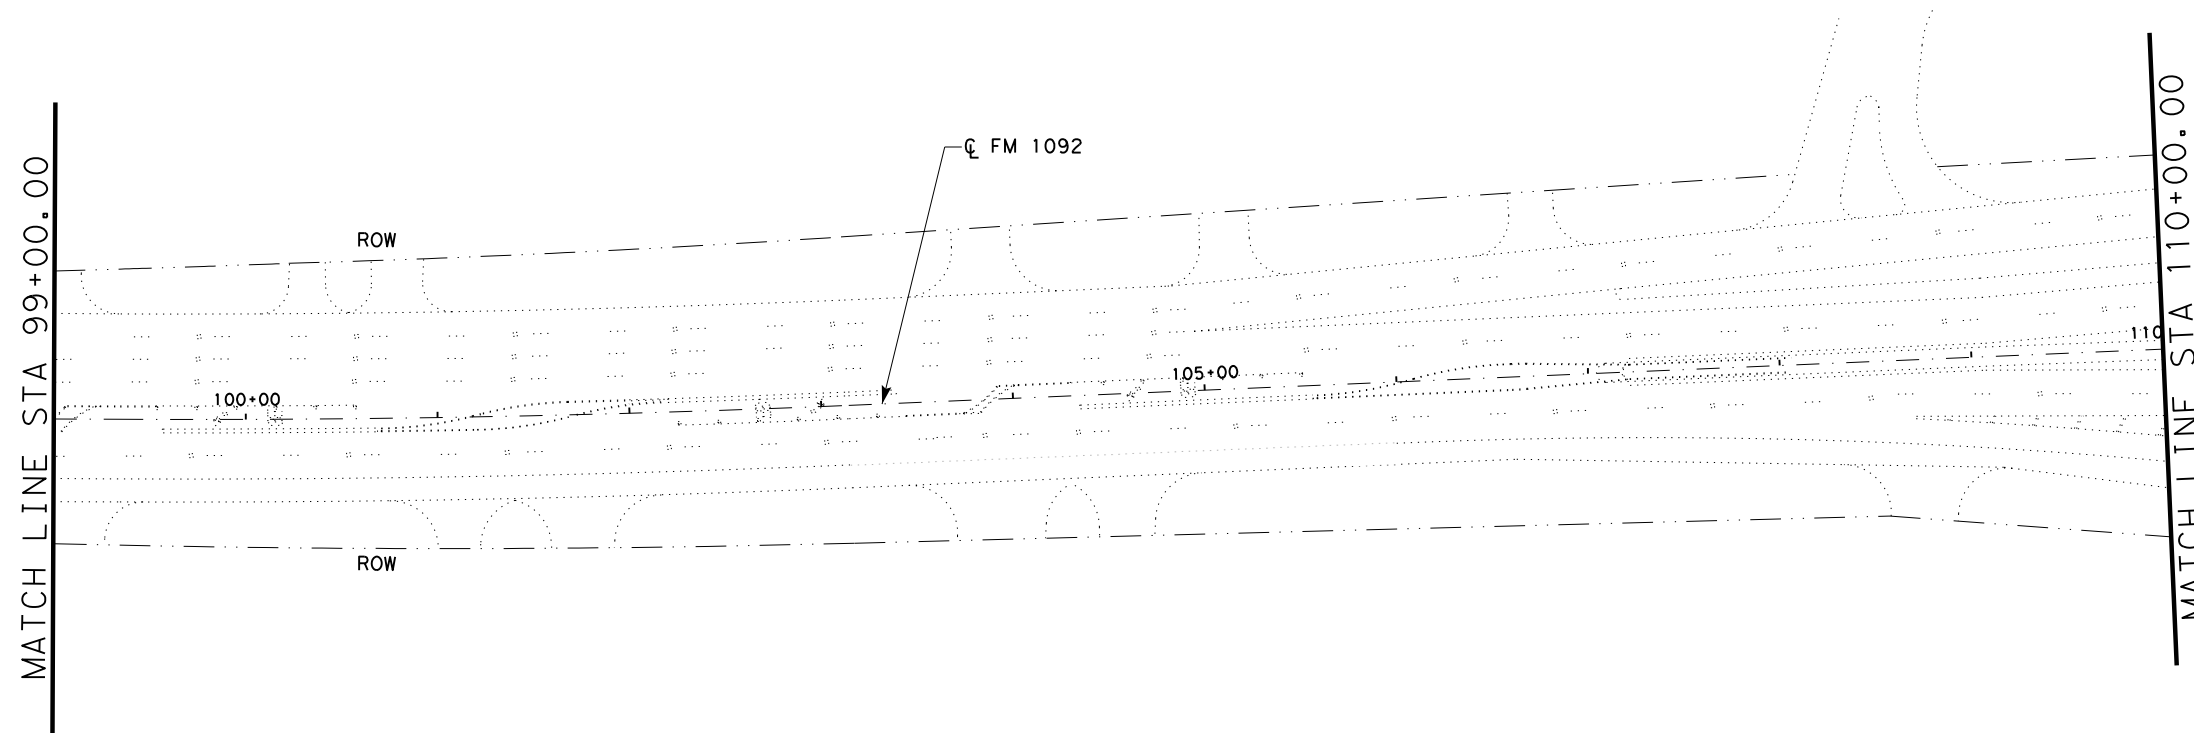 MATCH LINE STA 99+00.00
ROW
℄ FM 1092
100+00
105+00
110
ROW
MATCH LINE STA 110+00.00